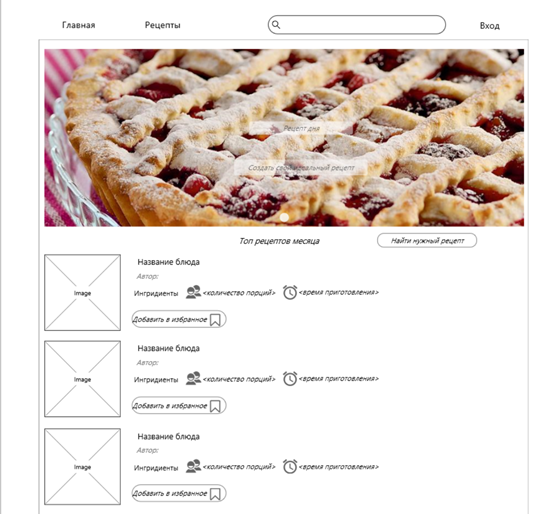 Главная Рецепты Вход
Рецепт дня
Создать свой идеальный рецепт
Топ рецептов месяца Найти нужный рецепт
Название блюда
Автор:
Image
Ингридиенты <количество порций> <время приготовления>
Добавить в избранное
Название блюда
Автор:
Image
Ингридиенты <количество порций> <время приготовления>
Добавить в избранное
Название блюда
Автор:
Image
Ингридиенты <количество порций> <время приготовления>
Добавить в избранное